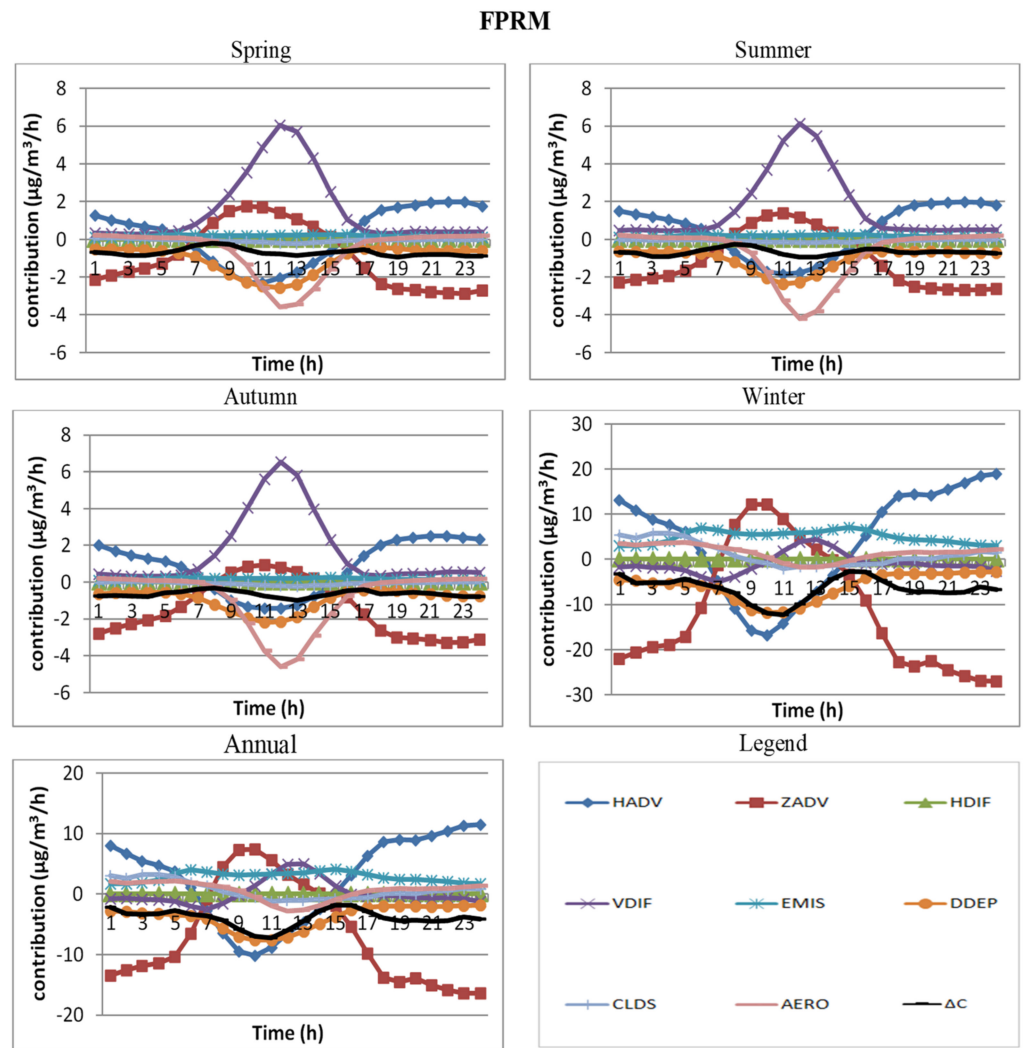 FPRM
Spring
8
6
4
2
0
-2
-4
-6
1 3 5 7 9 11 13 15 17 19 21 23
contribution (µg/m³/h)
Time (h)
Summer
8
6
4
2
0
-2
-4
-6
1 3 5 7 9 11 13 15 17 19 21 23
contribution (µg/m³/h)
Time (h)
Autumn
8
6
4
2
0
-2
-4
-6
1 3 5 7 9 11 13 15 17 19 21 23
contribution (µg/m³/h)
Time (h)
Winter
30
20
10
0
-10
-20
-30
1 3 5 7 9 11 13 15 17 19 21 23
contribution (µg/m³/h)
Time (h)
Annual
20
10
0
-10
-20
1 3 5 7 9 11 13 15 17 19 21 23
contribution (µg/m³/h)
Time (h)
Legend
HADV ZADV HDIF
VDIF EMIS DDEP
CLDS AERO ΔC